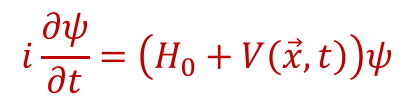 i ∂ψ/∂t = (H₀ + V(x⃗, t))ψ